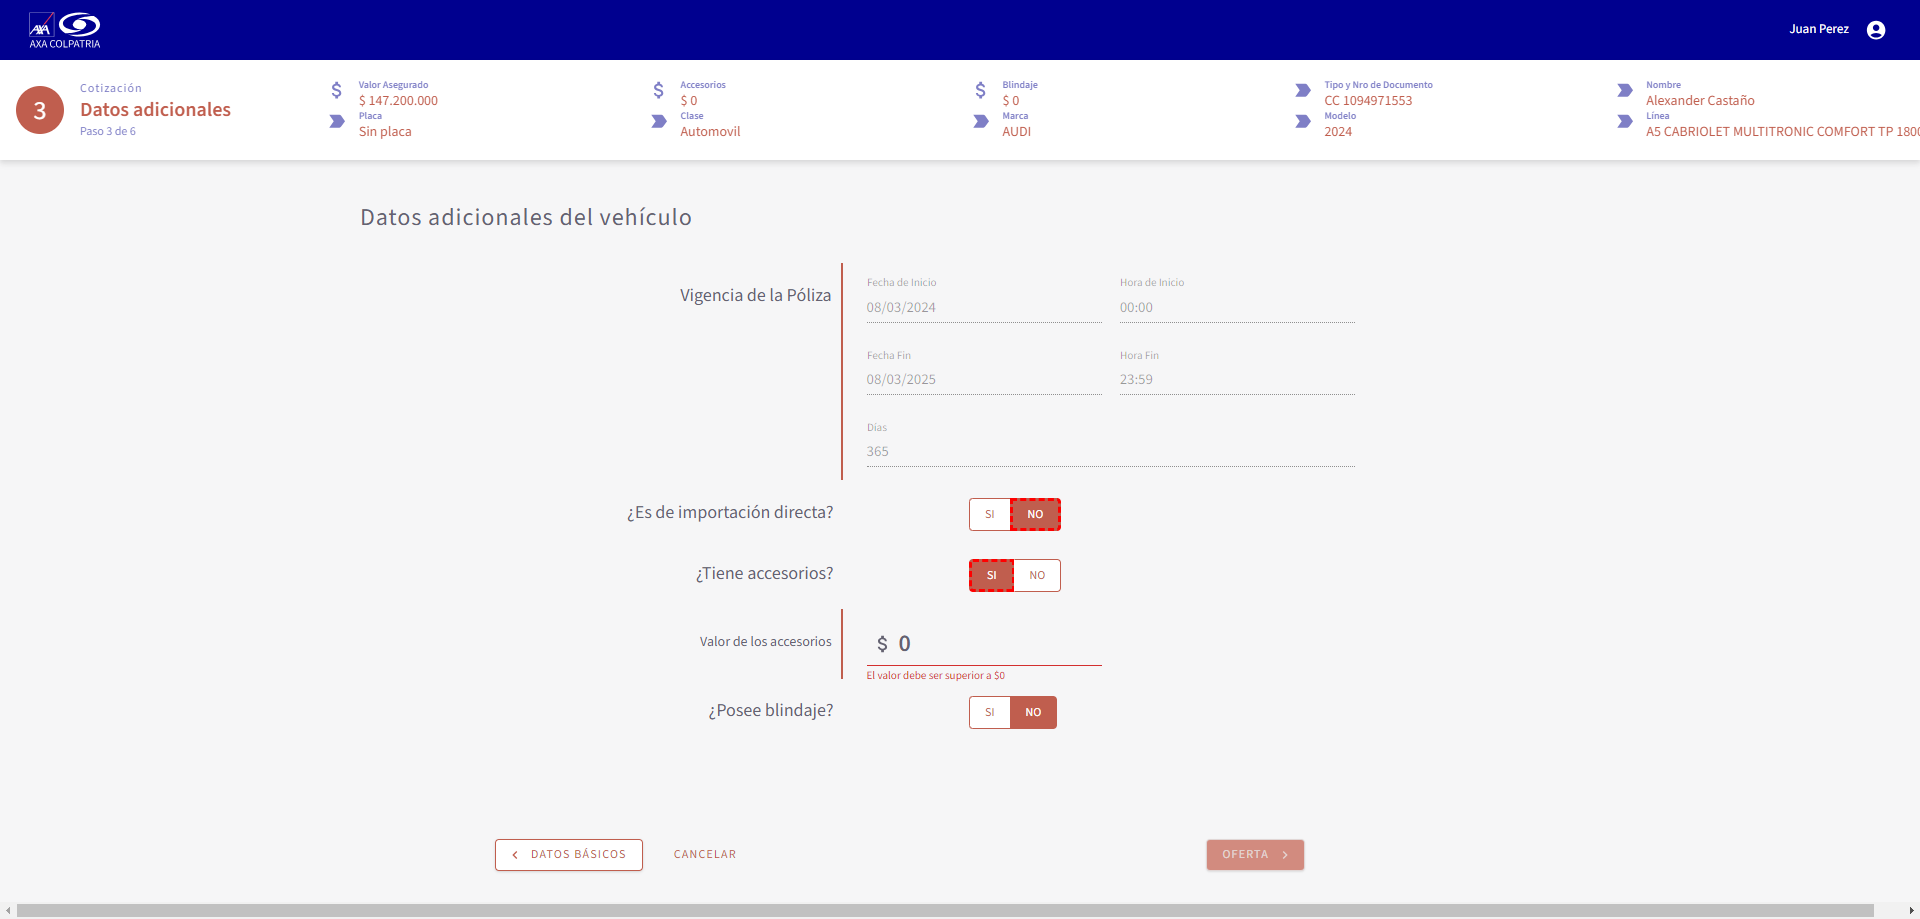 AXA
AXA COLPATRIA
Juan Perez
3
Cotización
Datos adicionales
Paso 3 de 6
$ Valor Asegurado
$ 147.200.000
Placa
Sin placa
$ Accesorios
$ 0
Clase
Automovil
$ Blindaje
$ 0
Marca
AUDI
Tipo y Nro de Documento
CC 1094971553
Modelo
2024
Nombre
Alexander Castaño
Línea
A5 CABRIOLET MULTITRONIC COMFORT TP 1800
Datos adicionales del vehículo
Vigencia de la Póliza
Fecha de Inicio Hora de Inicio
08/03/2024 00:00
Fecha Fin Hora Fin
08/03/2025 23:59
Días
365
¿Es de importación directa? SI NO
¿Tiene accesorios? SI NO
Valor de los accesorios $ 0
El valor debe ser superior a $0
¿Posee blindaje? SI NO
DATOS BÁSICOS CANCELAR OFERTA